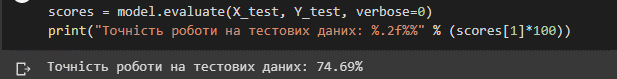 scores = model.evaluate(X_test, Y_test, verbose=0)
print("Точність роботи на тестових даних: %.2f%%" % (scores[1]*100))
Точність роботи на тестових даних: 74.69%